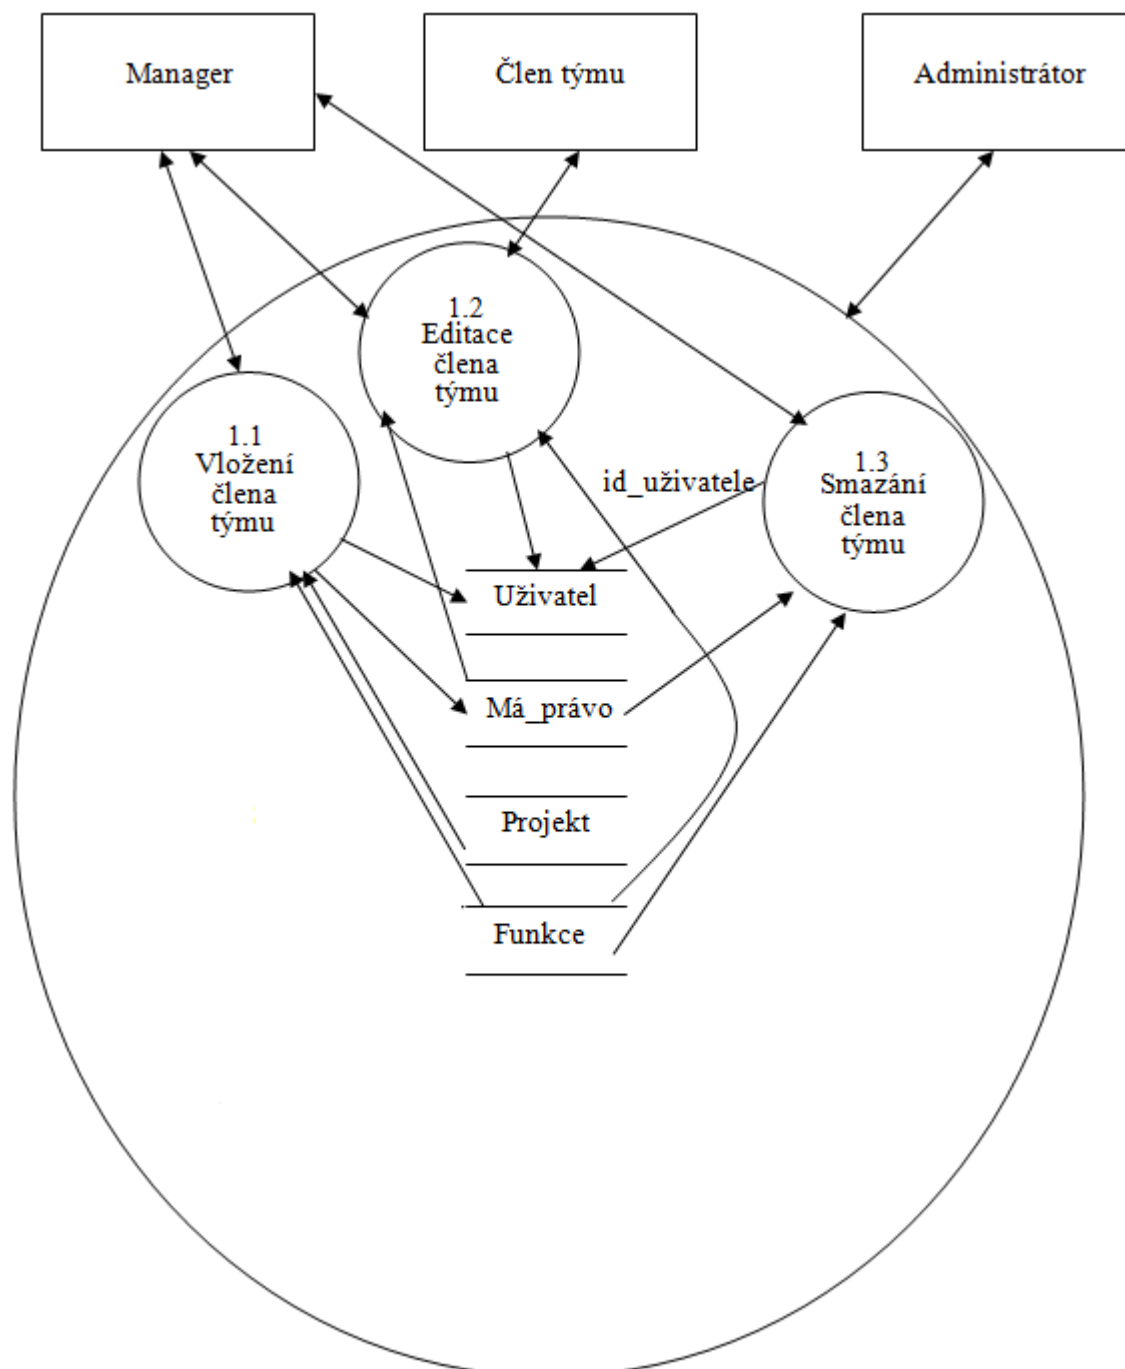 Manager
Člen týmu
Administrátor
1.2
Editace
člena
týmu
1.1
Vložení
člena
týmu
id_uživatele
1.3
Smazání
člena
týmu
Uživatel
Má_právo
Projekt
Funkce